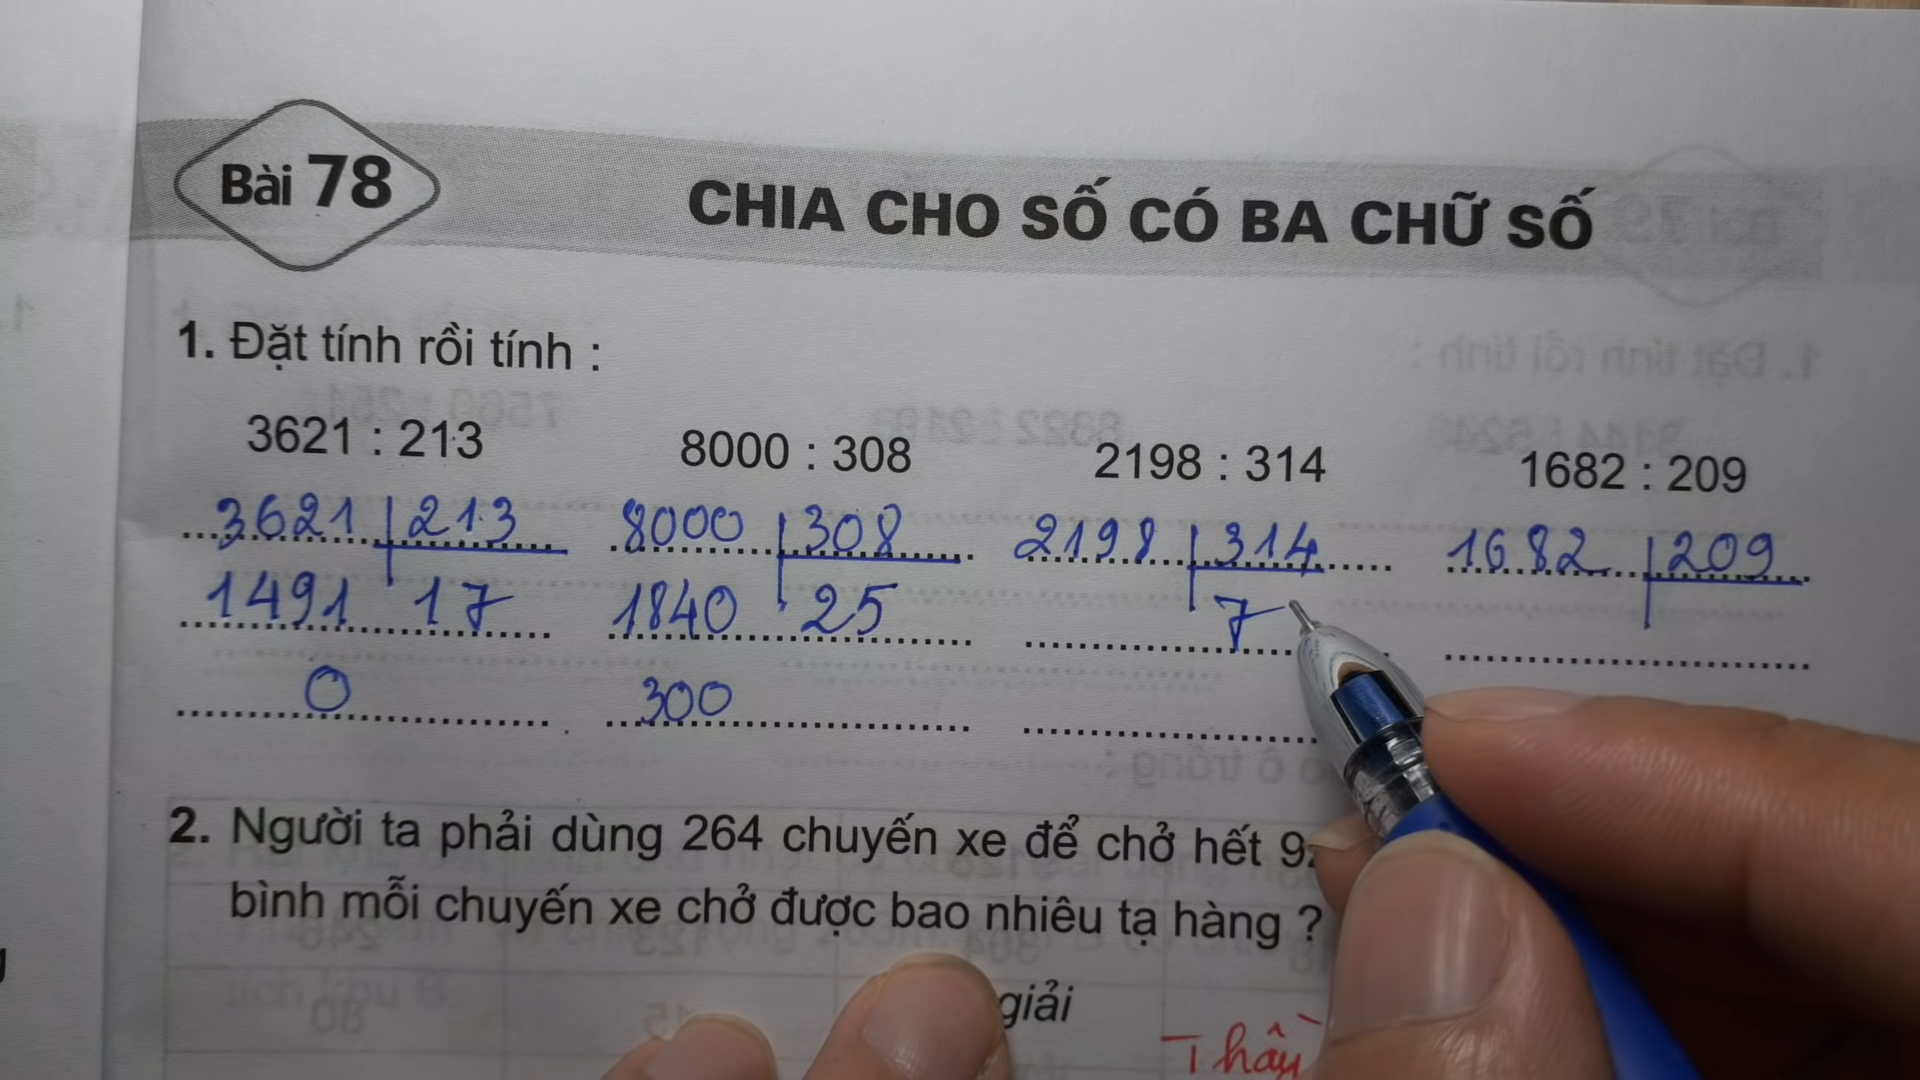 Bài 78
CHIA CHO SỐ CÓ BA CHỮ SỐ
1. Đặt tính rồi tính :
3621 : 213 8000 : 308 2198 : 314 1682 : 209
3621 213 8000 308 2198 314 1682 209
1491 17 1840 25 7
0 300
2. Người ta phải dùng 264 chuyến xe để chở hết 9
bình mỗi chuyến xe chở được bao nhiêu tạ hàng ?
giải
Thầy